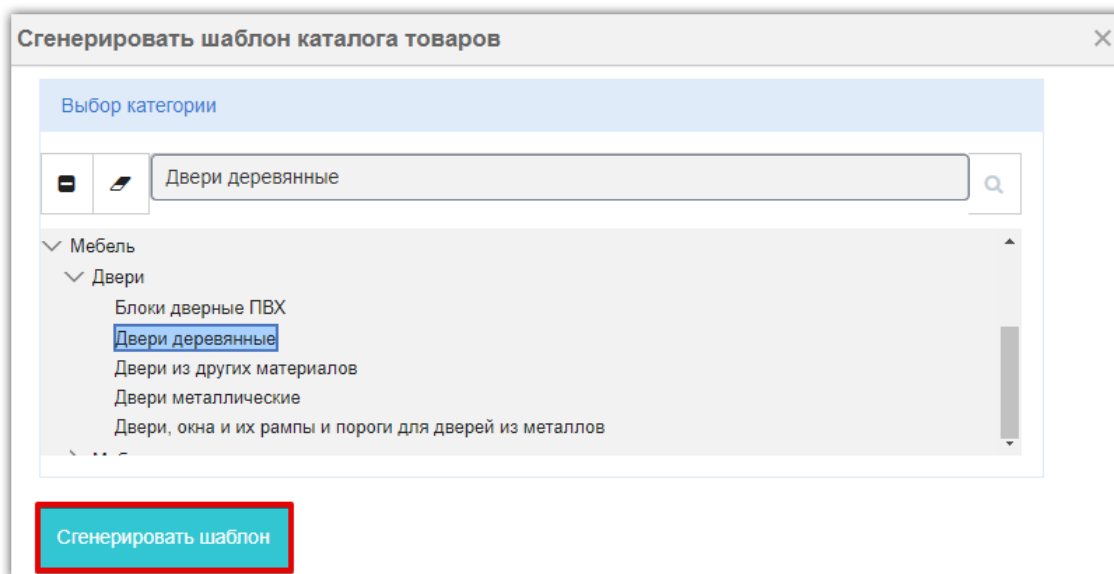 Сгенерировать шаблон каталога товаров
Выбор категории
Двери деревянные
Мебель
Двери
Блоки дверные ПВХ
Двери деревянные
Двери из других материалов
Двери металлические
Двери, окна и их рампы и пороги для дверей из металлов
Сгенерировать шаблон